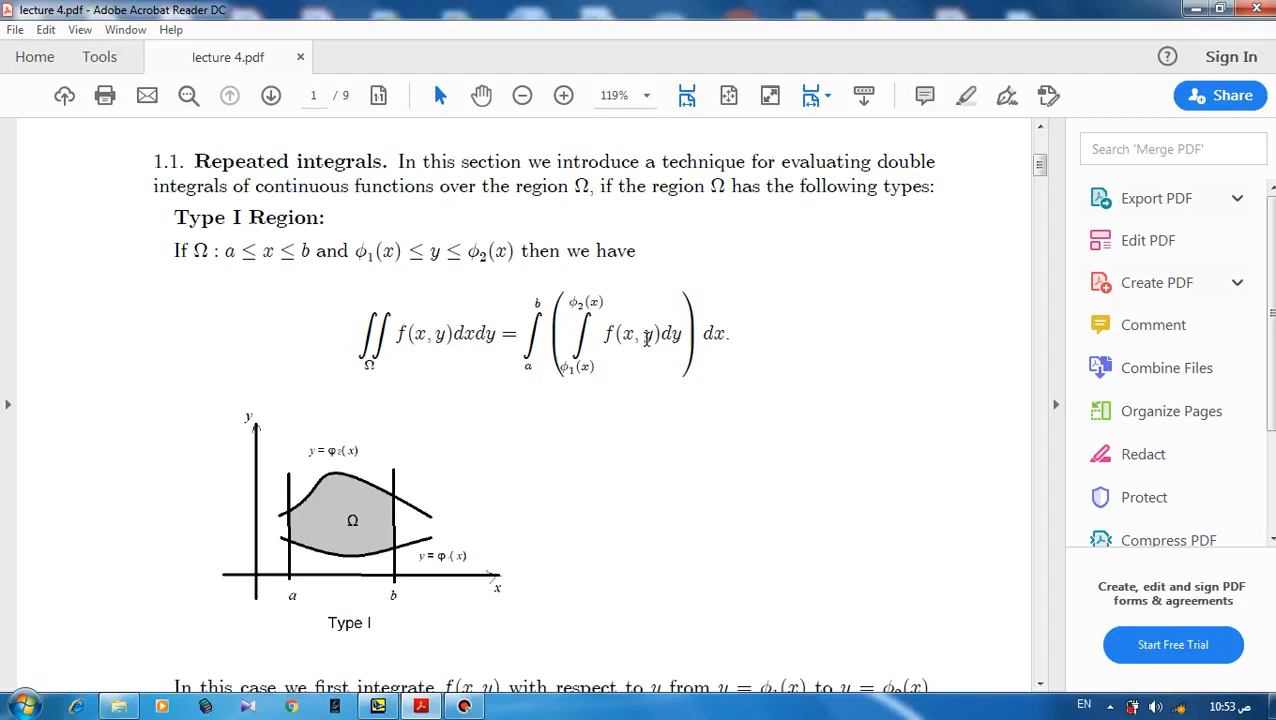 lecture 4.pdf - Adobe Acrobat Reader DC
File Edit View Window Help
Home Tools lecture 4.pdf × Sign In
1 / 9 119% Share
1.1. Repeated integrals. In this section we introduce a technique for evaluating double
integrals of continuous functions over the region Ω, if the region Ω has the following types:
Type I Region:
If Ω : a ≤ x ≤ b and ϕ₁(x) ≤ y ≤ ϕ₂(x) then we have
∬_Ω f(x, y)dxdy = ∫_a^b ( ∫_{ϕ₁(x)}^{ϕ₂(x)} f(x, y)dy ) dx.
y
y = φ₂(x)
Ω
y = φ (x)
x
a b
Type I
In this case we first integrate f(x, y) with respect to y from y = ϕ₁(x) to y = ϕ₂(x)
Search 'Merge PDF'
Export PDF
Edit PDF
Create PDF
Comment
Combine Files
Organize Pages
Redact
Protect
Compress PDF
Create, edit and sign PDF
forms & agreements
Start Free Trial
EN 10:53 ص